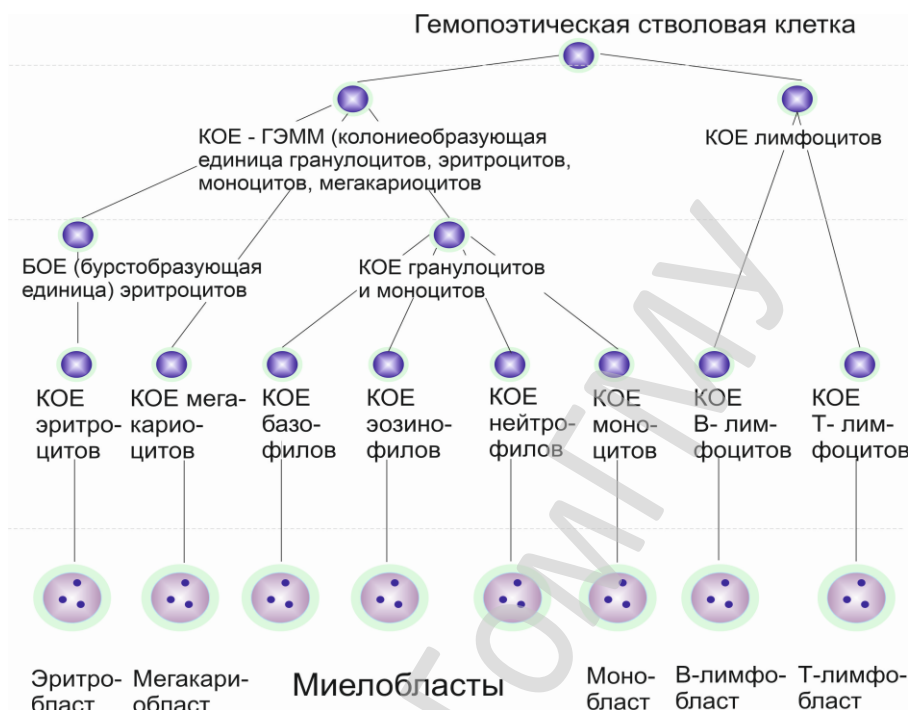 Гемопоэтическая стволовая клетка
КОЕ - ГЭММ (колониеобразующая
единица гранулоцитов, эритроцитов,
моноцитов, мегакариоцитов
КОЕ лимфоцитов
БОЕ (бурстобразующая
единица) эритроцитов
КОЕ гранулоцитов
и моноцитов
КОЕ
эритро-
цитов
КОЕ мега-
карио-
цитов
КОЕ
базо-
филов
КОЕ
эозино-
филов
КОЕ
нейтро-
филов
КОЕ
моно-
цитов
КОЕ
В- лим-
фоцитов
КОЕ
Т- лим-
фоцитов
Эритро-
бласт
Мегакари-
област
Миелобласты
Моно-
бласт
В-лимфо-
бласт
Т-лимфо-
бласт
ГомГМУ